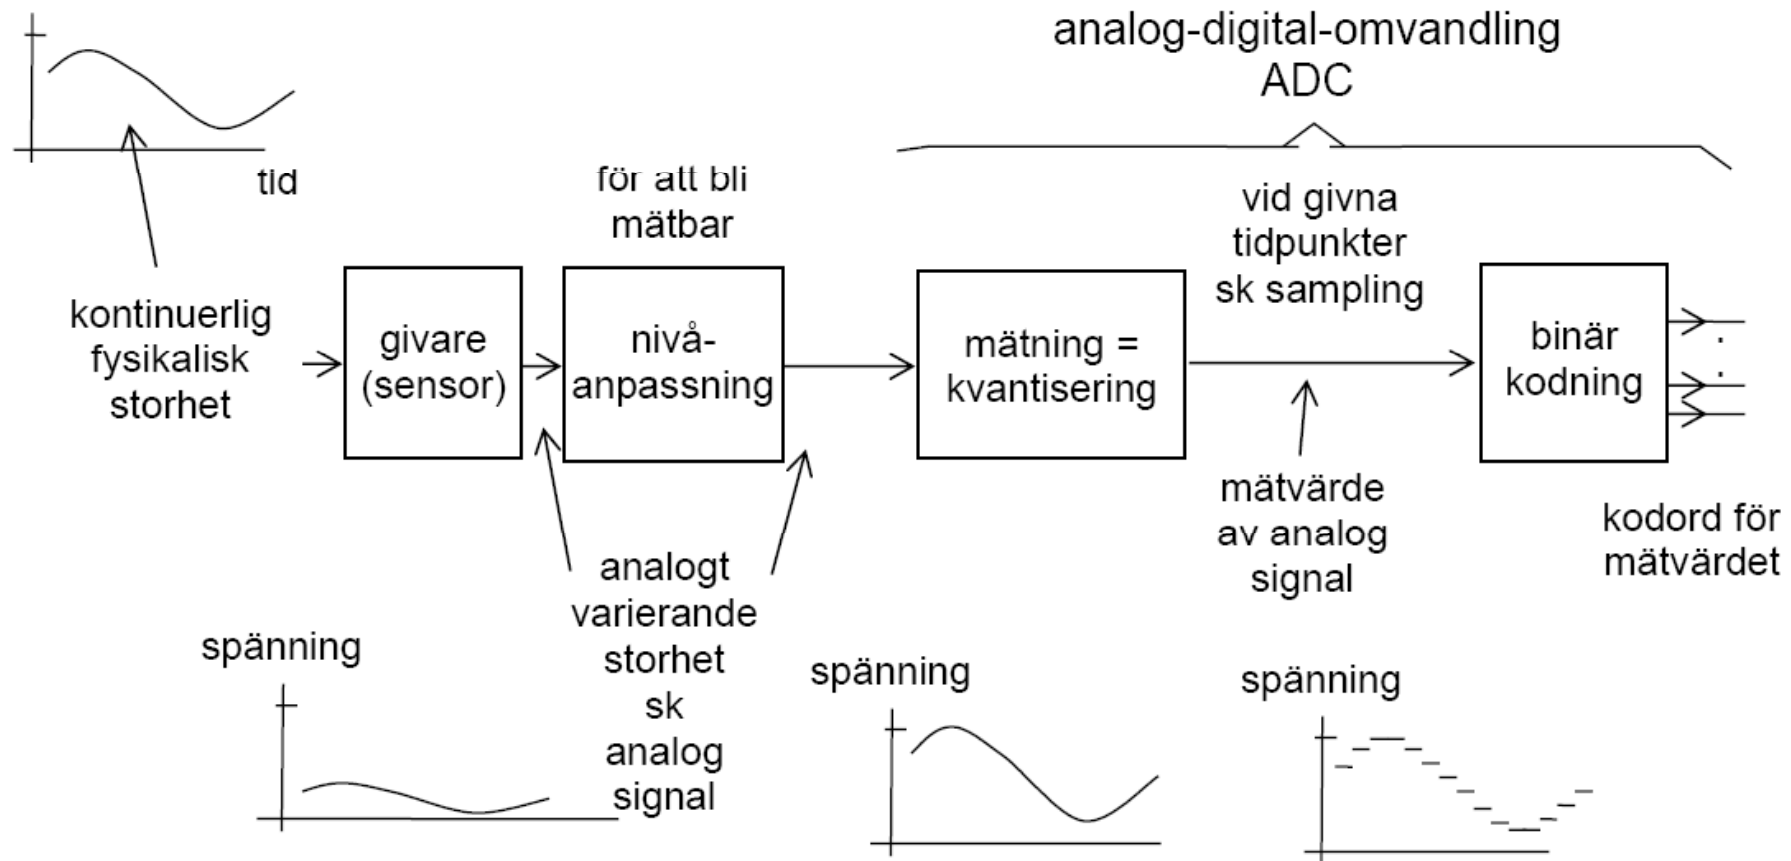 analog-digital-omvandling
ADC
tid
för att bli
mätbar
vid givna
tidpunkter
sk sampling
kontinuerlig
fysikalisk
storhet
givare
(sensor)
nivå-
anpassning
mätning =
kvantisering
binär
kodning
mätvärde
av analog
signal
kodord för
mätvärdet
analogt
varierande
storhet
sk
analog
signal
spänning
spänning
spänning